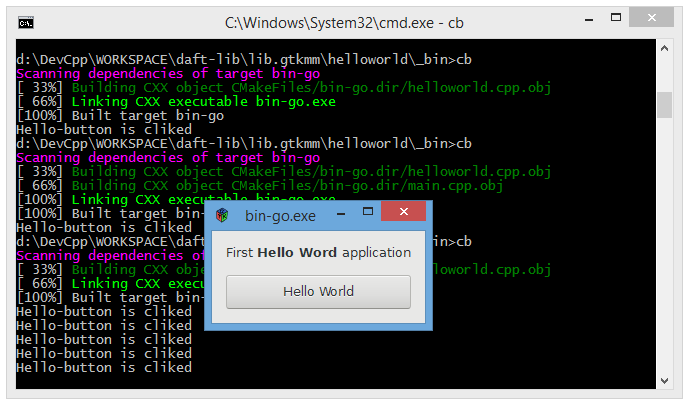 C:\Windows\System32\cmd.exe - cb
d:\DevCpp\WORKSPACE\daft-lib\lib.gtkmm\helloworld\_bin>cb
Scanning dependencies of target bin-go
[ 33%] Building CXX object CMakeFiles/bin-go.dir/helloworld.cpp.obj
[ 66%] Linking CXX executable bin-go.exe
[100%] Built target bin-go
Hello-button is cliked
d:\DevCpp\WORKSPACE\daft-lib\lib.gtkmm\helloworld\_bin>cb
Scanning dependencies of target bin-go
[ 33%] Building CXX object CMakeFiles/bin-go.dir/helloworld.cpp.obj
[ 66%] Building CXX object CMakeFiles/bin-go.dir/main.cpp.obj
[100%] Linking CXX executable bin-go.exe
[100%] Built target bin-
Hello-button is cliked
d:\DevCpp\WORKSPACE\daft world\_bin>cb
Scanning dependencies of
[ 33%] Building CXX obje lloworld.cpp.obj
[ 66%] Linking CXX execu
[100%] Built target bin-
Hello-button is cliked
Hello-button is cliked
Hello-button is cliked
Hello-button is cliked
Hello-button is cliked
bin-go.exe
First Hello Word application
Hello World